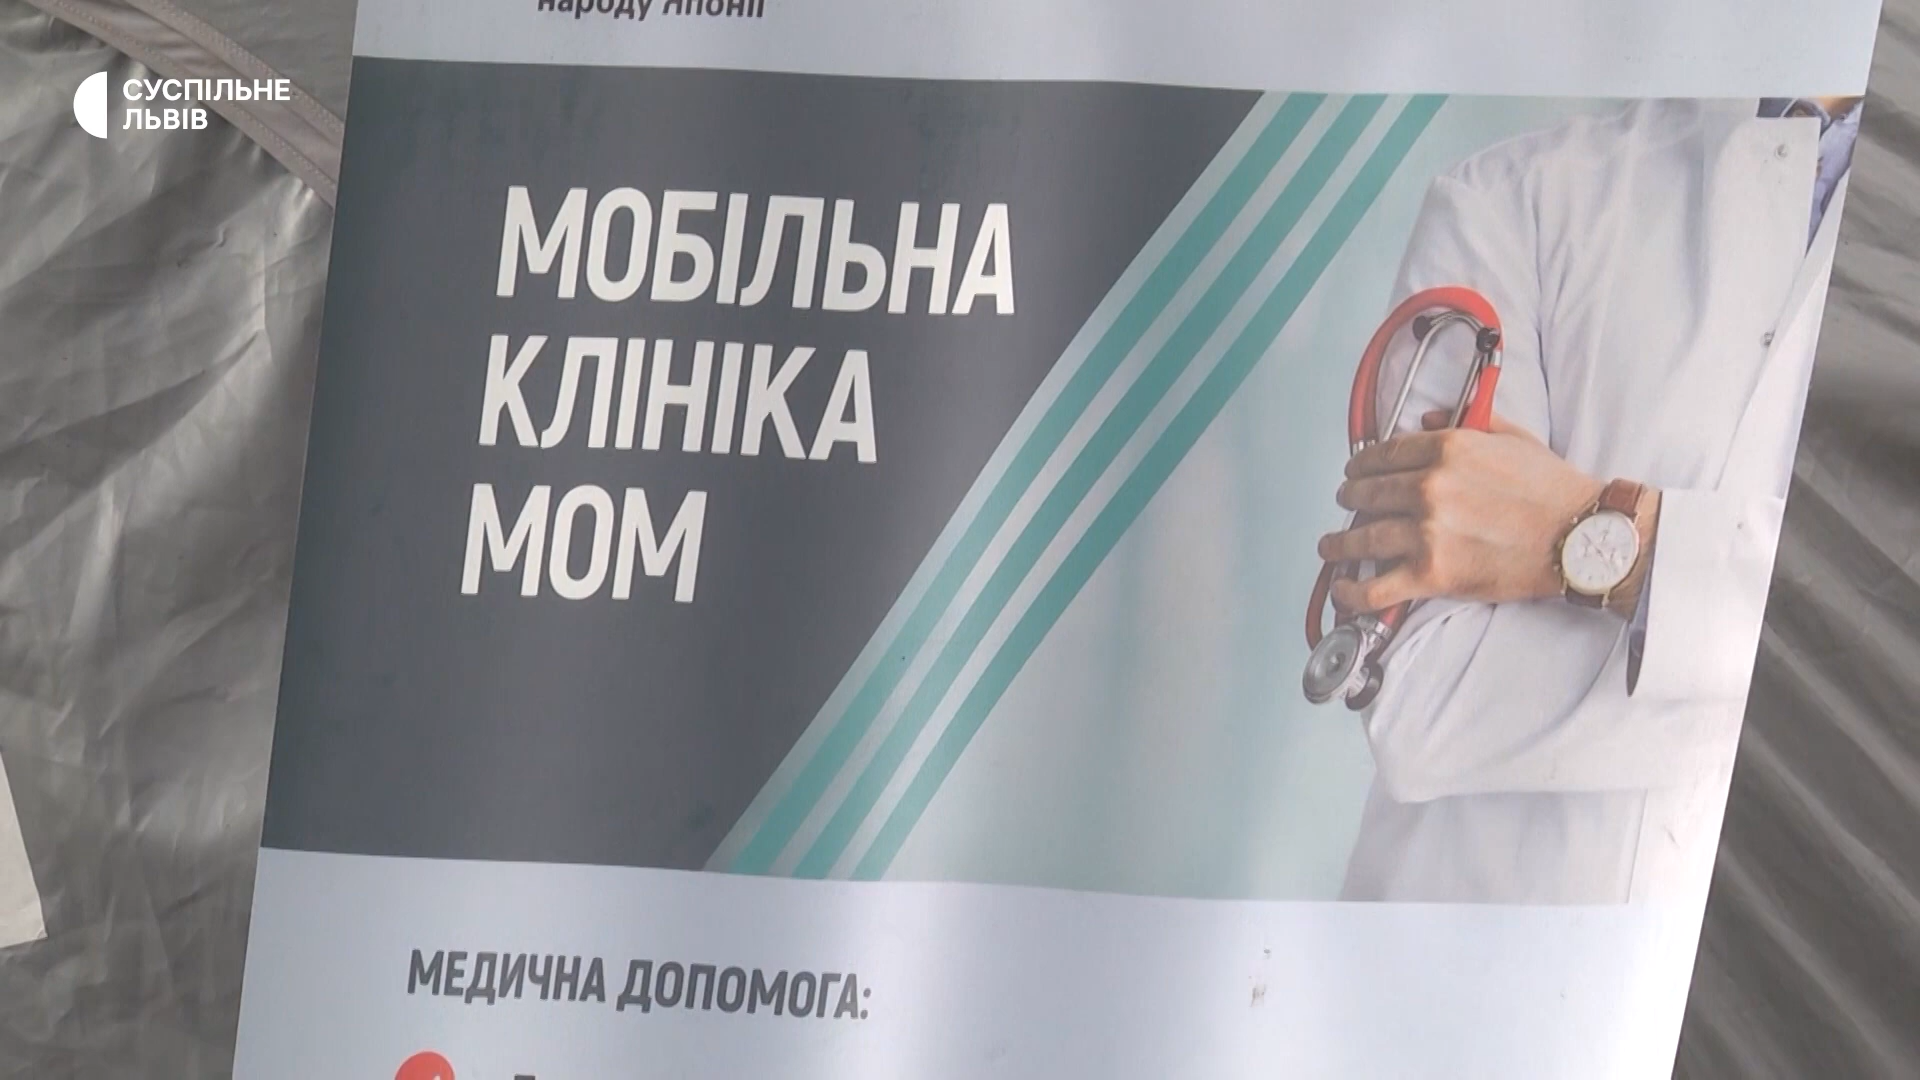 народу Японії
СУСПІЛЬНЕ
ЛЬВІВ
МОБІЛЬНА
КЛІНІКА
МОМ
МЕДИЧНА ДОПОМОГА: